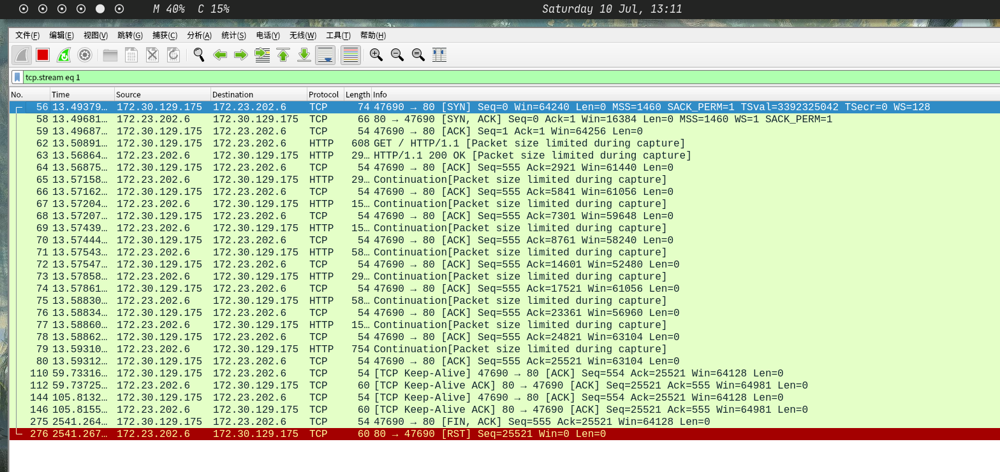 M 40% C 15% Saturday 10 Jul, 13:11
文件(F) 编辑(E) 视图(V) 跳转(G) 捕获(C) 分析(A) 统计(S) 电话(Y) 无线(W) 工具(T) 帮助(H)
tcp.stream eq 1
No. Time Source Destination Protocol Length Info
56 13.49379… 172.30.129.175 172.23.202.6 TCP 74 47690 → 80 [SYN] Seq=0 Win=64240 Len=0 MSS=1460 SACK_PERM=1 TSval=3392325042 TSecr=0 WS=128
58 13.49681… 172.23.202.6 172.30.129.175 TCP 66 80 → 47690 [SYN, ACK] Seq=0 Ack=1 Win=16384 Len=0 MSS=1460 WS=1 SACK_PERM=1
59 13.49687… 172.30.129.175 172.23.202.6 TCP 54 47690 → 80 [ACK] Seq=1 Ack=1 Win=64256 Len=0
62 13.50891… 172.30.129.175 172.23.202.6 HTTP 608 GET / HTTP/1.1 [Packet size limited during capture]
63 13.56864… 172.23.202.6 172.30.129.175 HTTP 29… HTTP/1.1 200 OK [Packet size limited during capture]
64 13.56875… 172.30.129.175 172.23.202.6 TCP 54 47690 → 80 [ACK] Seq=555 Ack=2921 Win=61440 Len=0
65 13.57158… 172.23.202.6 172.30.129.175 HTTP 29… Continuation[Packet size limited during capture]
66 13.57162… 172.30.129.175 172.23.202.6 TCP 54 47690 → 80 [ACK] Seq=555 Ack=5841 Win=61056 Len=0
67 13.57204… 172.23.202.6 172.30.129.175 HTTP 15… Continuation[Packet size limited during capture]
68 13.57207… 172.30.129.175 172.23.202.6 TCP 54 47690 → 80 [ACK] Seq=555 Ack=7301 Win=59648 Len=0
69 13.57439… 172.23.202.6 172.30.129.175 HTTP 15… Continuation[Packet size limited during capture]
70 13.57444… 172.30.129.175 172.23.202.6 TCP 54 47690 → 80 [ACK] Seq=555 Ack=8761 Win=58240 Len=0
71 13.57543… 172.23.202.6 172.30.129.175 HTTP 58… Continuation[Packet size limited during capture]
72 13.57547… 172.30.129.175 172.23.202.6 TCP 54 47690 → 80 [ACK] Seq=555 Ack=14601 Win=52480 Len=0
73 13.57858… 172.23.202.6 172.30.129.175 HTTP 29… Continuation[Packet size limited during capture]
74 13.57861… 172.30.129.175 172.23.202.6 TCP 54 47690 → 80 [ACK] Seq=555 Ack=17521 Win=61056 Len=0
75 13.58830… 172.23.202.6 172.30.129.175 HTTP 58… Continuation[Packet size limited during capture]
76 13.58834… 172.30.129.175 172.23.202.6 TCP 54 47690 → 80 [ACK] Seq=555 Ack=23361 Win=56960 Len=0
77 13.58860… 172.23.202.6 172.30.129.175 HTTP 15… Continuation[Packet size limited during capture]
78 13.58862… 172.30.129.175 172.23.202.6 TCP 54 47690 → 80 [ACK] Seq=555 Ack=24821 Win=63104 Len=0
79 13.59310… 172.23.202.6 172.30.129.175 HTTP 754 Continuation[Packet size limited during capture]
80 13.59312… 172.30.129.175 172.23.202.6 TCP 54 47690 → 80 [ACK] Seq=555 Ack=25521 Win=63104 Len=0
110 59.73316… 172.30.129.175 172.23.202.6 TCP 54 [TCP Keep-Alive] 47690 → 80 [ACK] Seq=554 Ack=25521 Win=64128 Len=0
112 59.73725… 172.23.202.6 172.30.129.175 TCP 60 [TCP Keep-Alive ACK] 80 → 47690 [ACK] Seq=25521 Ack=555 Win=64981 Len=0
144 105.8132… 172.30.129.175 172.23.202.6 TCP 54 [TCP Keep-Alive] 47690 → 80 [ACK] Seq=554 Ack=25521 Win=64128 Len=0
146 105.8155… 172.23.202.6 172.30.129.175 TCP 60 [TCP Keep-Alive ACK] 80 → 47690 [ACK] Seq=25521 Ack=555 Win=64981 Len=0
275 2541.264… 172.30.129.175 172.23.202.6 TCP 54 47690 → 80 [FIN, ACK] Seq=555 Ack=25521 Win=64128 Len=0
276 2541.267… 172.23.202.6 172.30.129.175 TCP 60 80 → 47690 [RST] Seq=25521 Win=0 Len=0